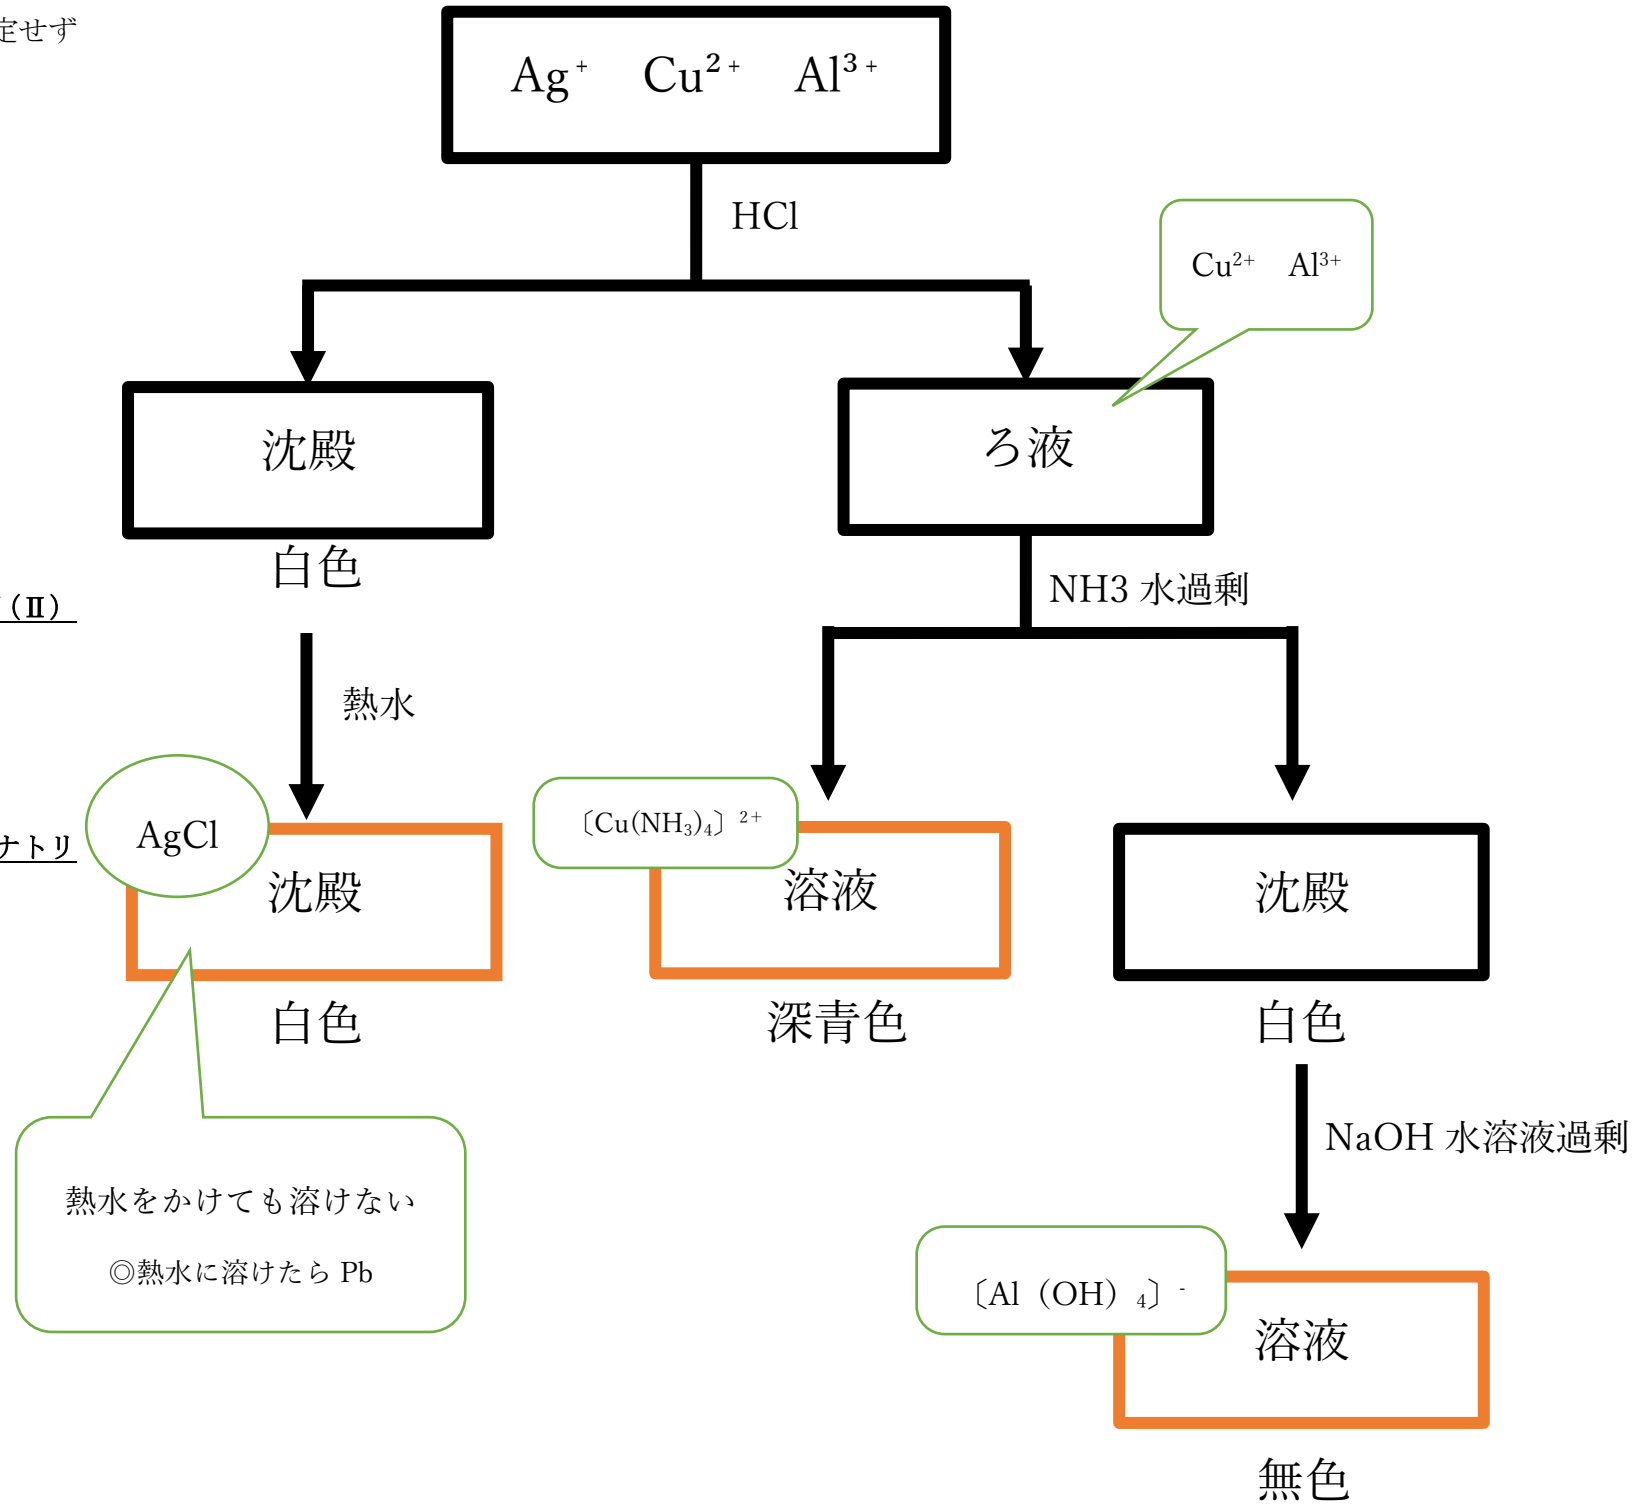 定せず
Ag⁺ Cu²⁺ Al³⁺
HCl
Cu²⁺ Al³⁺
沈殿
ろ液
白色
NH3 水過剰
(Ⅱ)
熱水
ナトリ
AgCl
沈殿
〔Cu(NH₃)₄〕²⁺
溶液
沈殿
白色
深青色
白色
NaOH 水溶液過剰
熱水をかけても溶けない
◎熱水に溶けたら Pb
〔Al（OH）₄〕⁻
溶液
無色